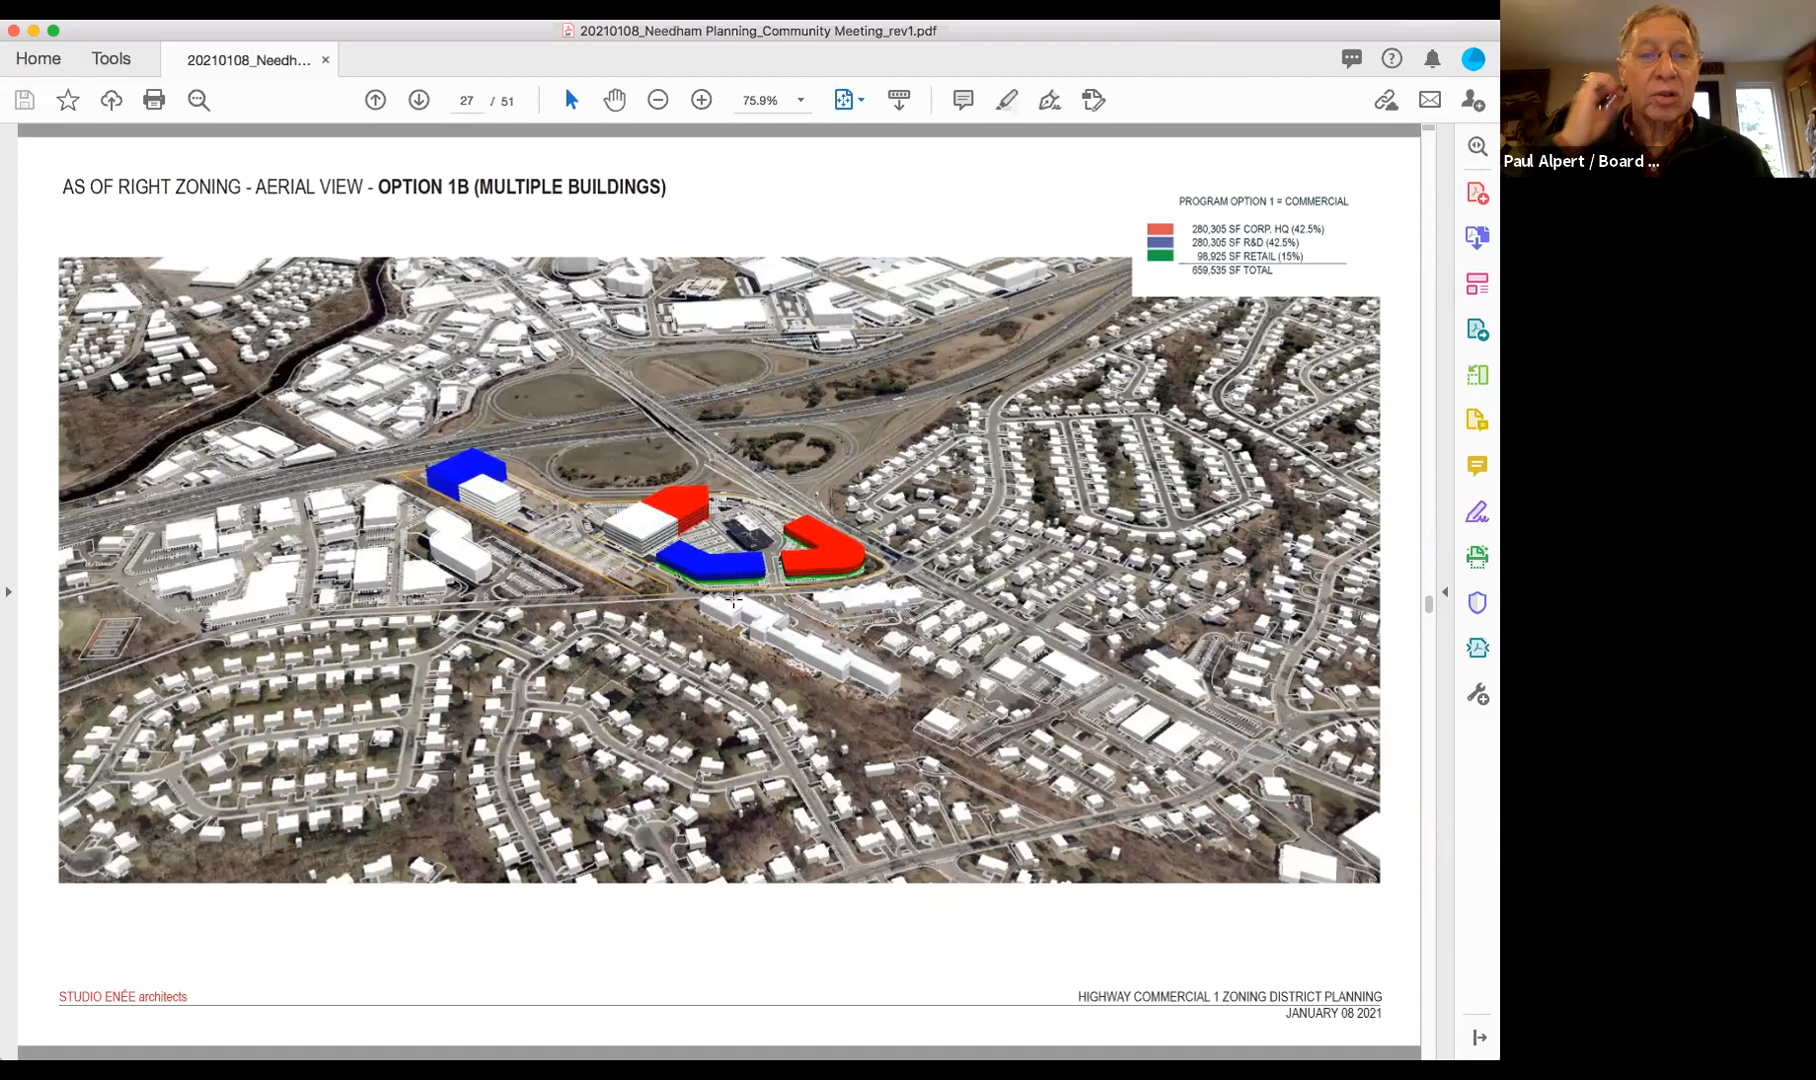 20210108_Needham Planning_Community Meeting_rev1.pdf
Home
Tools
20210108_Needh... ×
27 / 51
75.9%
Paul Alpert / Board ...
AS OF RIGHT ZONING - AERIAL VIEW - OPTION 1B (MULTIPLE BUILDINGS)
PROGRAM OPTION 1 = COMMERCIAL
280,305 SF CORP. HQ (42.5%)
280,305 SF R&D (42.5%)
98,925 SF RETAIL (15%)
659,535 SF TOTAL
STUDIO ENÉE architects
HIGHWAY COMMERCIAL 1 ZONING DISTRICT PLANNING
JANUARY 08 2021